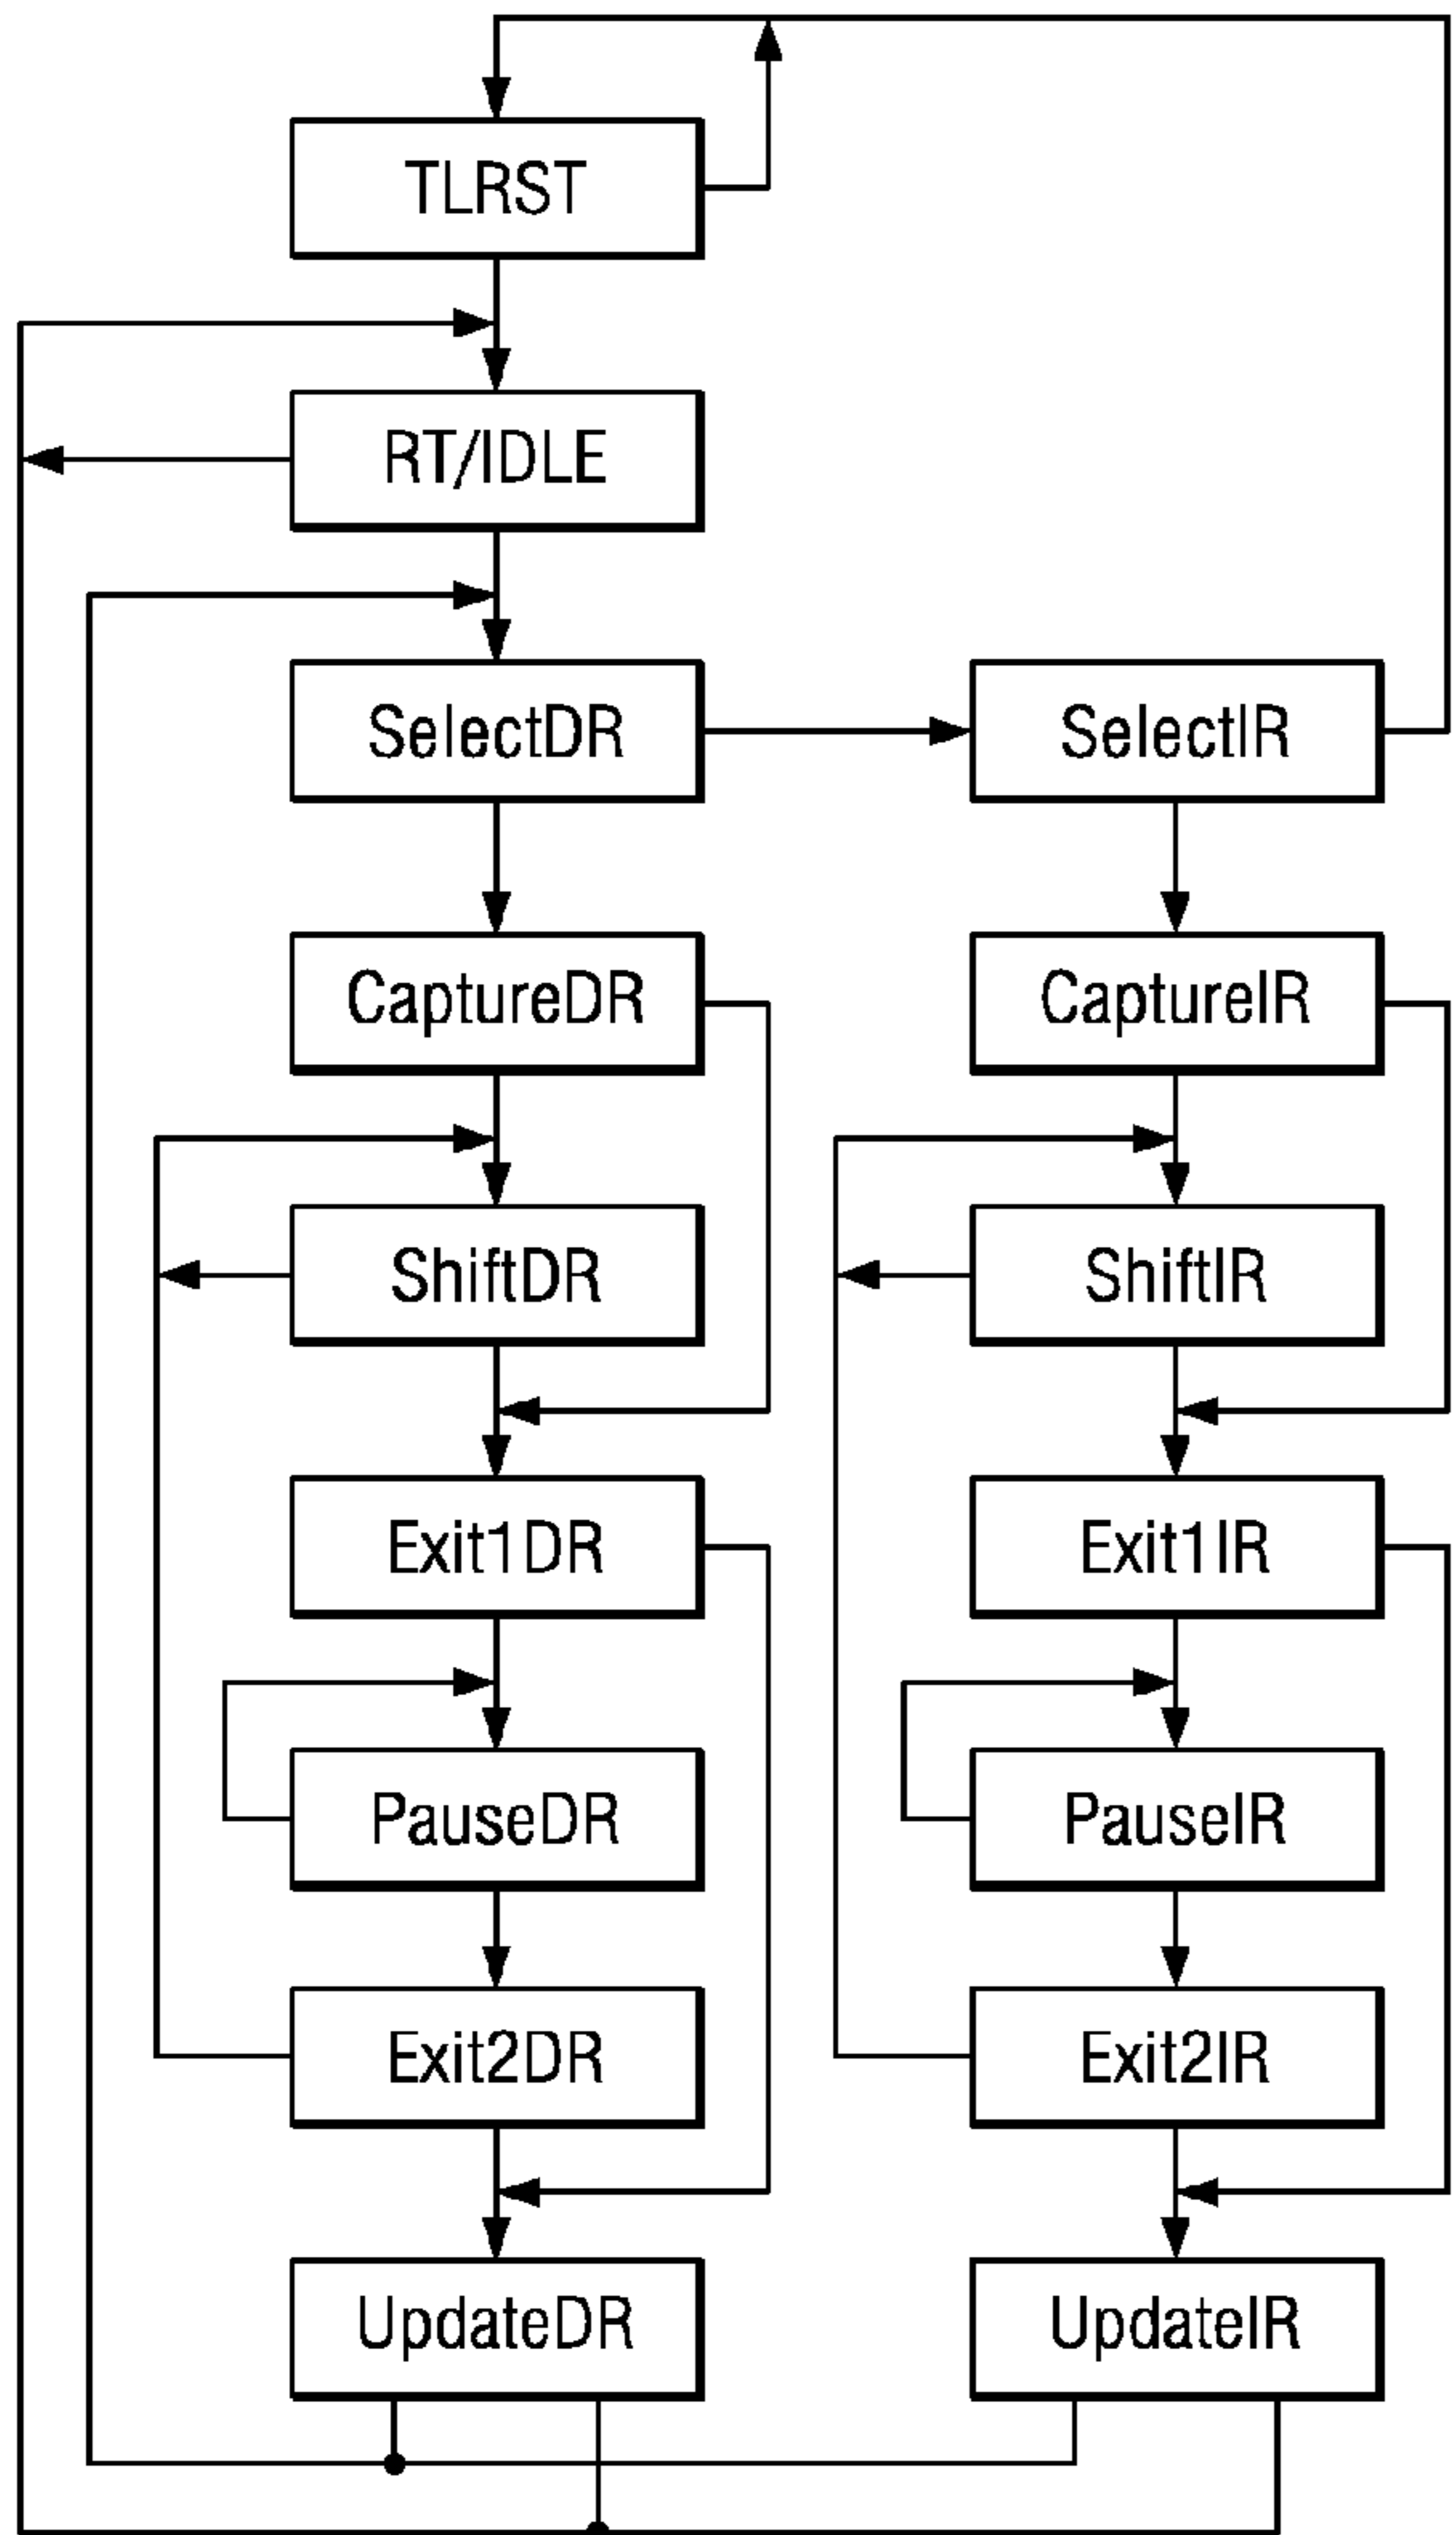 TLRST
RT/IDLE
SelectDR
SelectIR
CaptureDR
CaptureIR
ShiftDR
ShiftIR
Exit1DR
Exit1IR
PauseDR
PauseIR
Exit2DR
Exit2IR
UpdateDR
UpdateIR